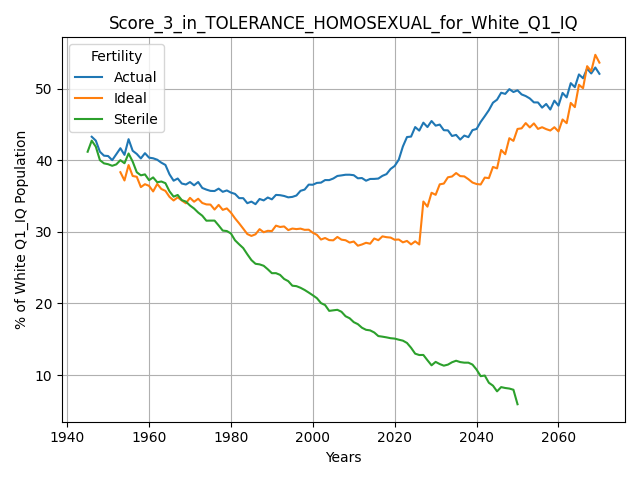 Score_3_in_TOLERANCE_HOMOSEXUAL_for_White_Q1_IQ
Fertility
Actual
Ideal
Sterile
% of White Q1_IQ Population
50
40
30
20
10
1940
1960
1980
2000
2020
2040
2060
Years